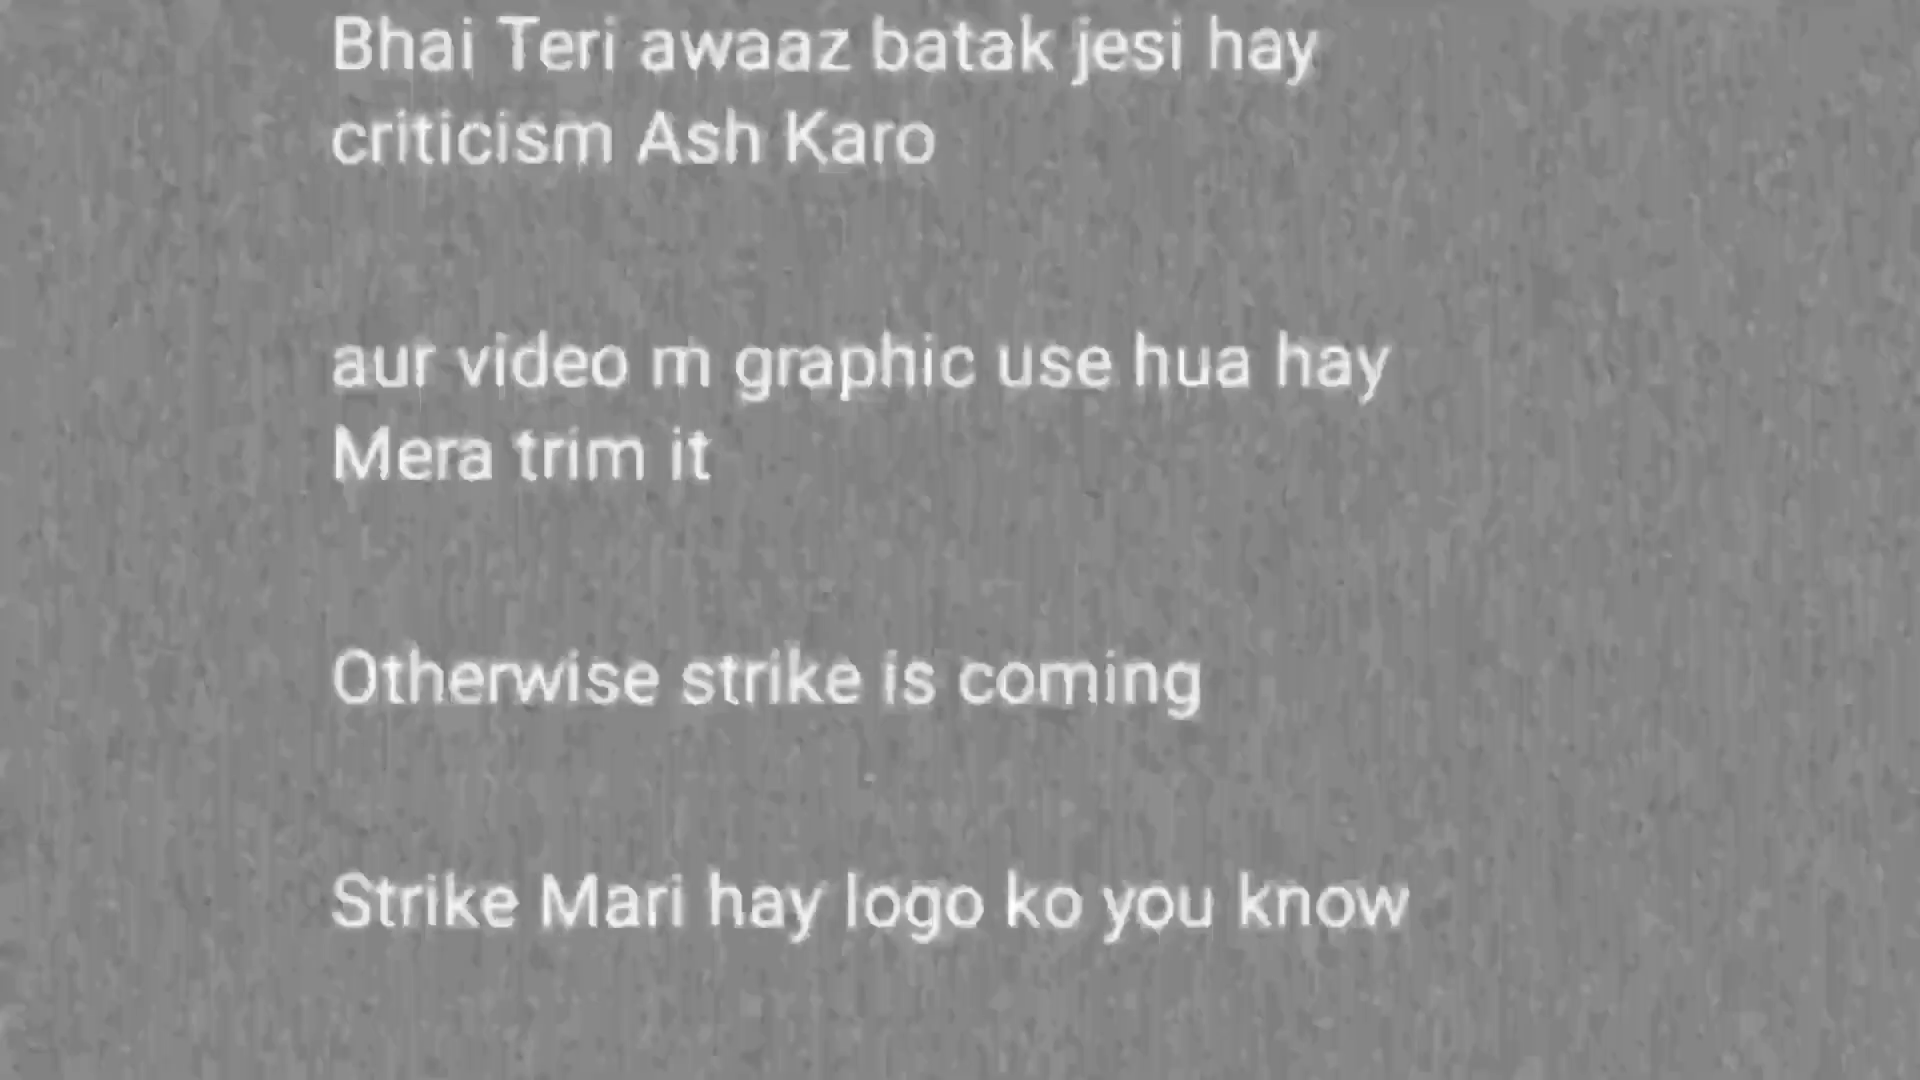 Bhai Teri awaaz batak jesi hay
criticism Ash Karo
aur video m graphic use hua hay
Mera trim it
Otherwise strike is coming
Strike Mari hay logo ko you know